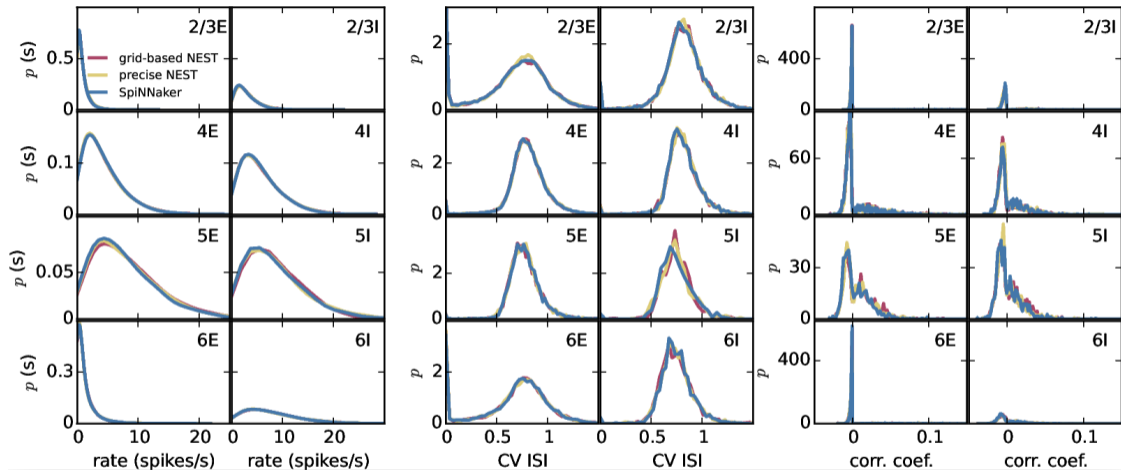 2/3E 2/3I 2/3E 2/3I 2/3E 2/3I
p (s) 0.5 0 2 0 p 400 0
grid-based NEST
precise NEST
SpiNNaker
4E 4I 4E 4I 4E 4I
p (s) 0.1 0 2 0 p 60 0
5E 5I 5E 5I 5E 5I
p (s) 0.05 0 2 0 p 30 0
6E 6I 6E 6I 6E 6I
p (s) 0.3 0 2 0 p 400 0
0 10 20 0 10 20 0 0.5 1 0 0.5 1 0 0.1 0 0.1
rate (spikes/s) rate (spikes/s) CV ISI CV ISI corr. coef. corr. coef.